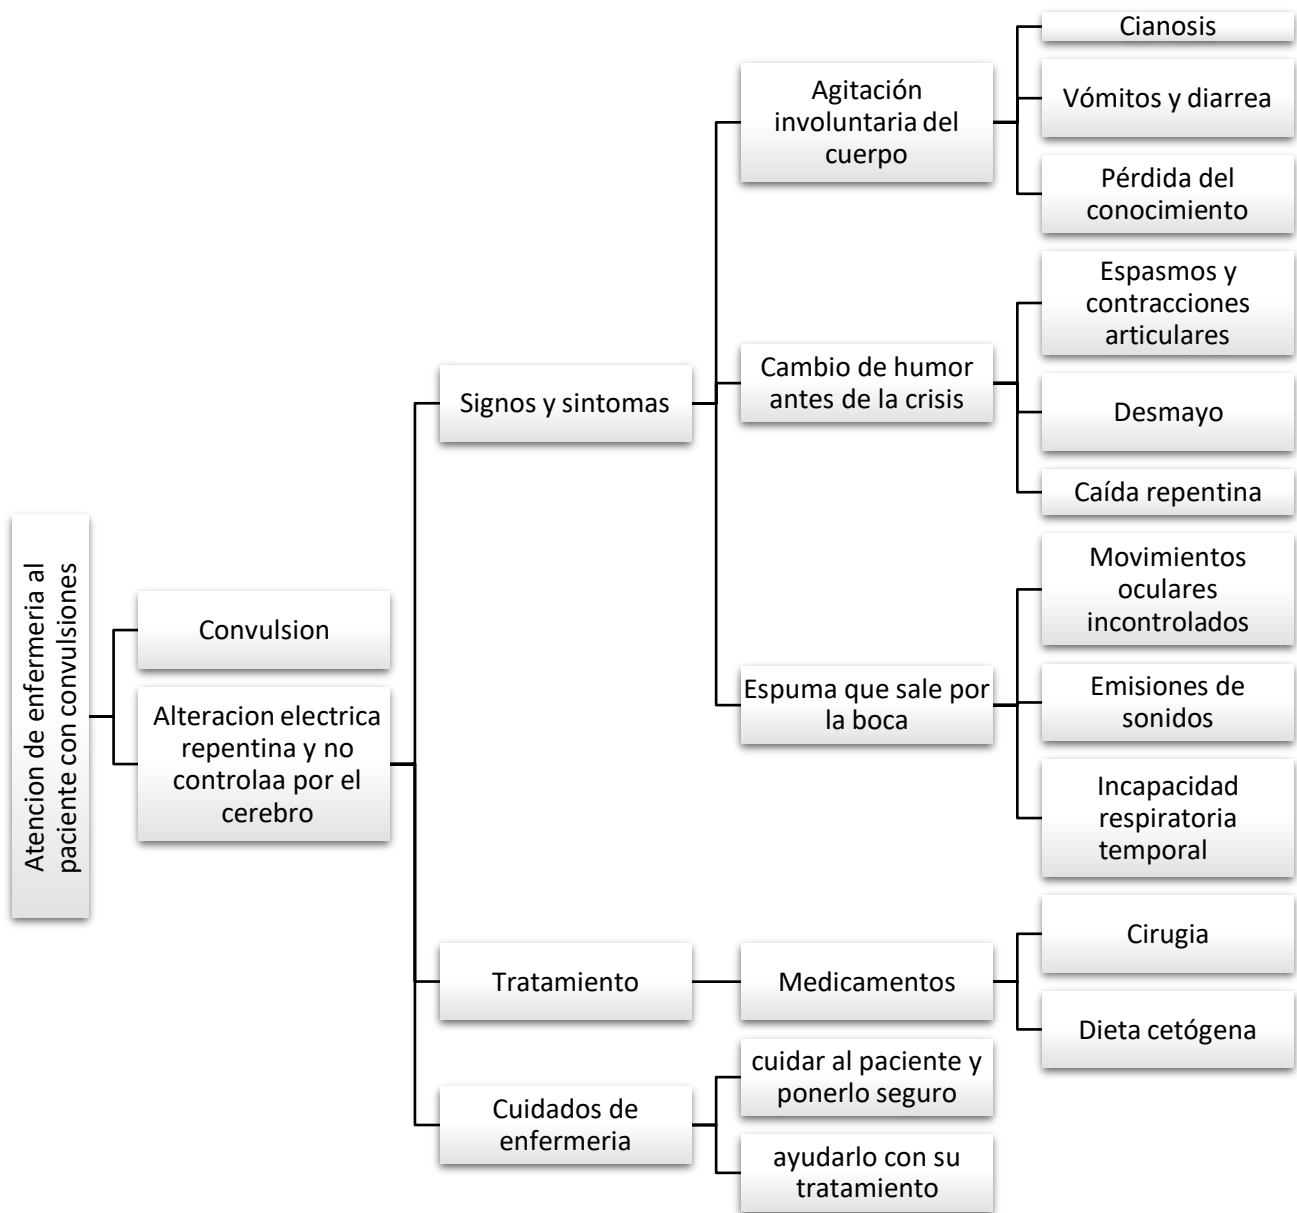 Atencion de enfermeria al
paciente con convulsiones
Convulsion
Alteracion electrica
repentina y no
controlaa por el
cerebro
Signos y sintomas
Agitación
involuntaria del
cuerpo
Cianosis
Vómitos y diarrea
Pérdida del
conocimiento
Cambio de humor
antes de la crisis
Espasmos y
contracciones
articulares
Desmayo
Caída repentina
Espuma que sale por
la boca
Movimientos
oculares
incontrolados
Emisiones de
sonidos
Incapacidad
respiratoria
temporal
Tratamiento
Medicamentos
Cirugia
Dieta cetógena
Cuidados de
enfermeria
cuidar al paciente y
ponerlo seguro
ayudarlo con su
tratamiento